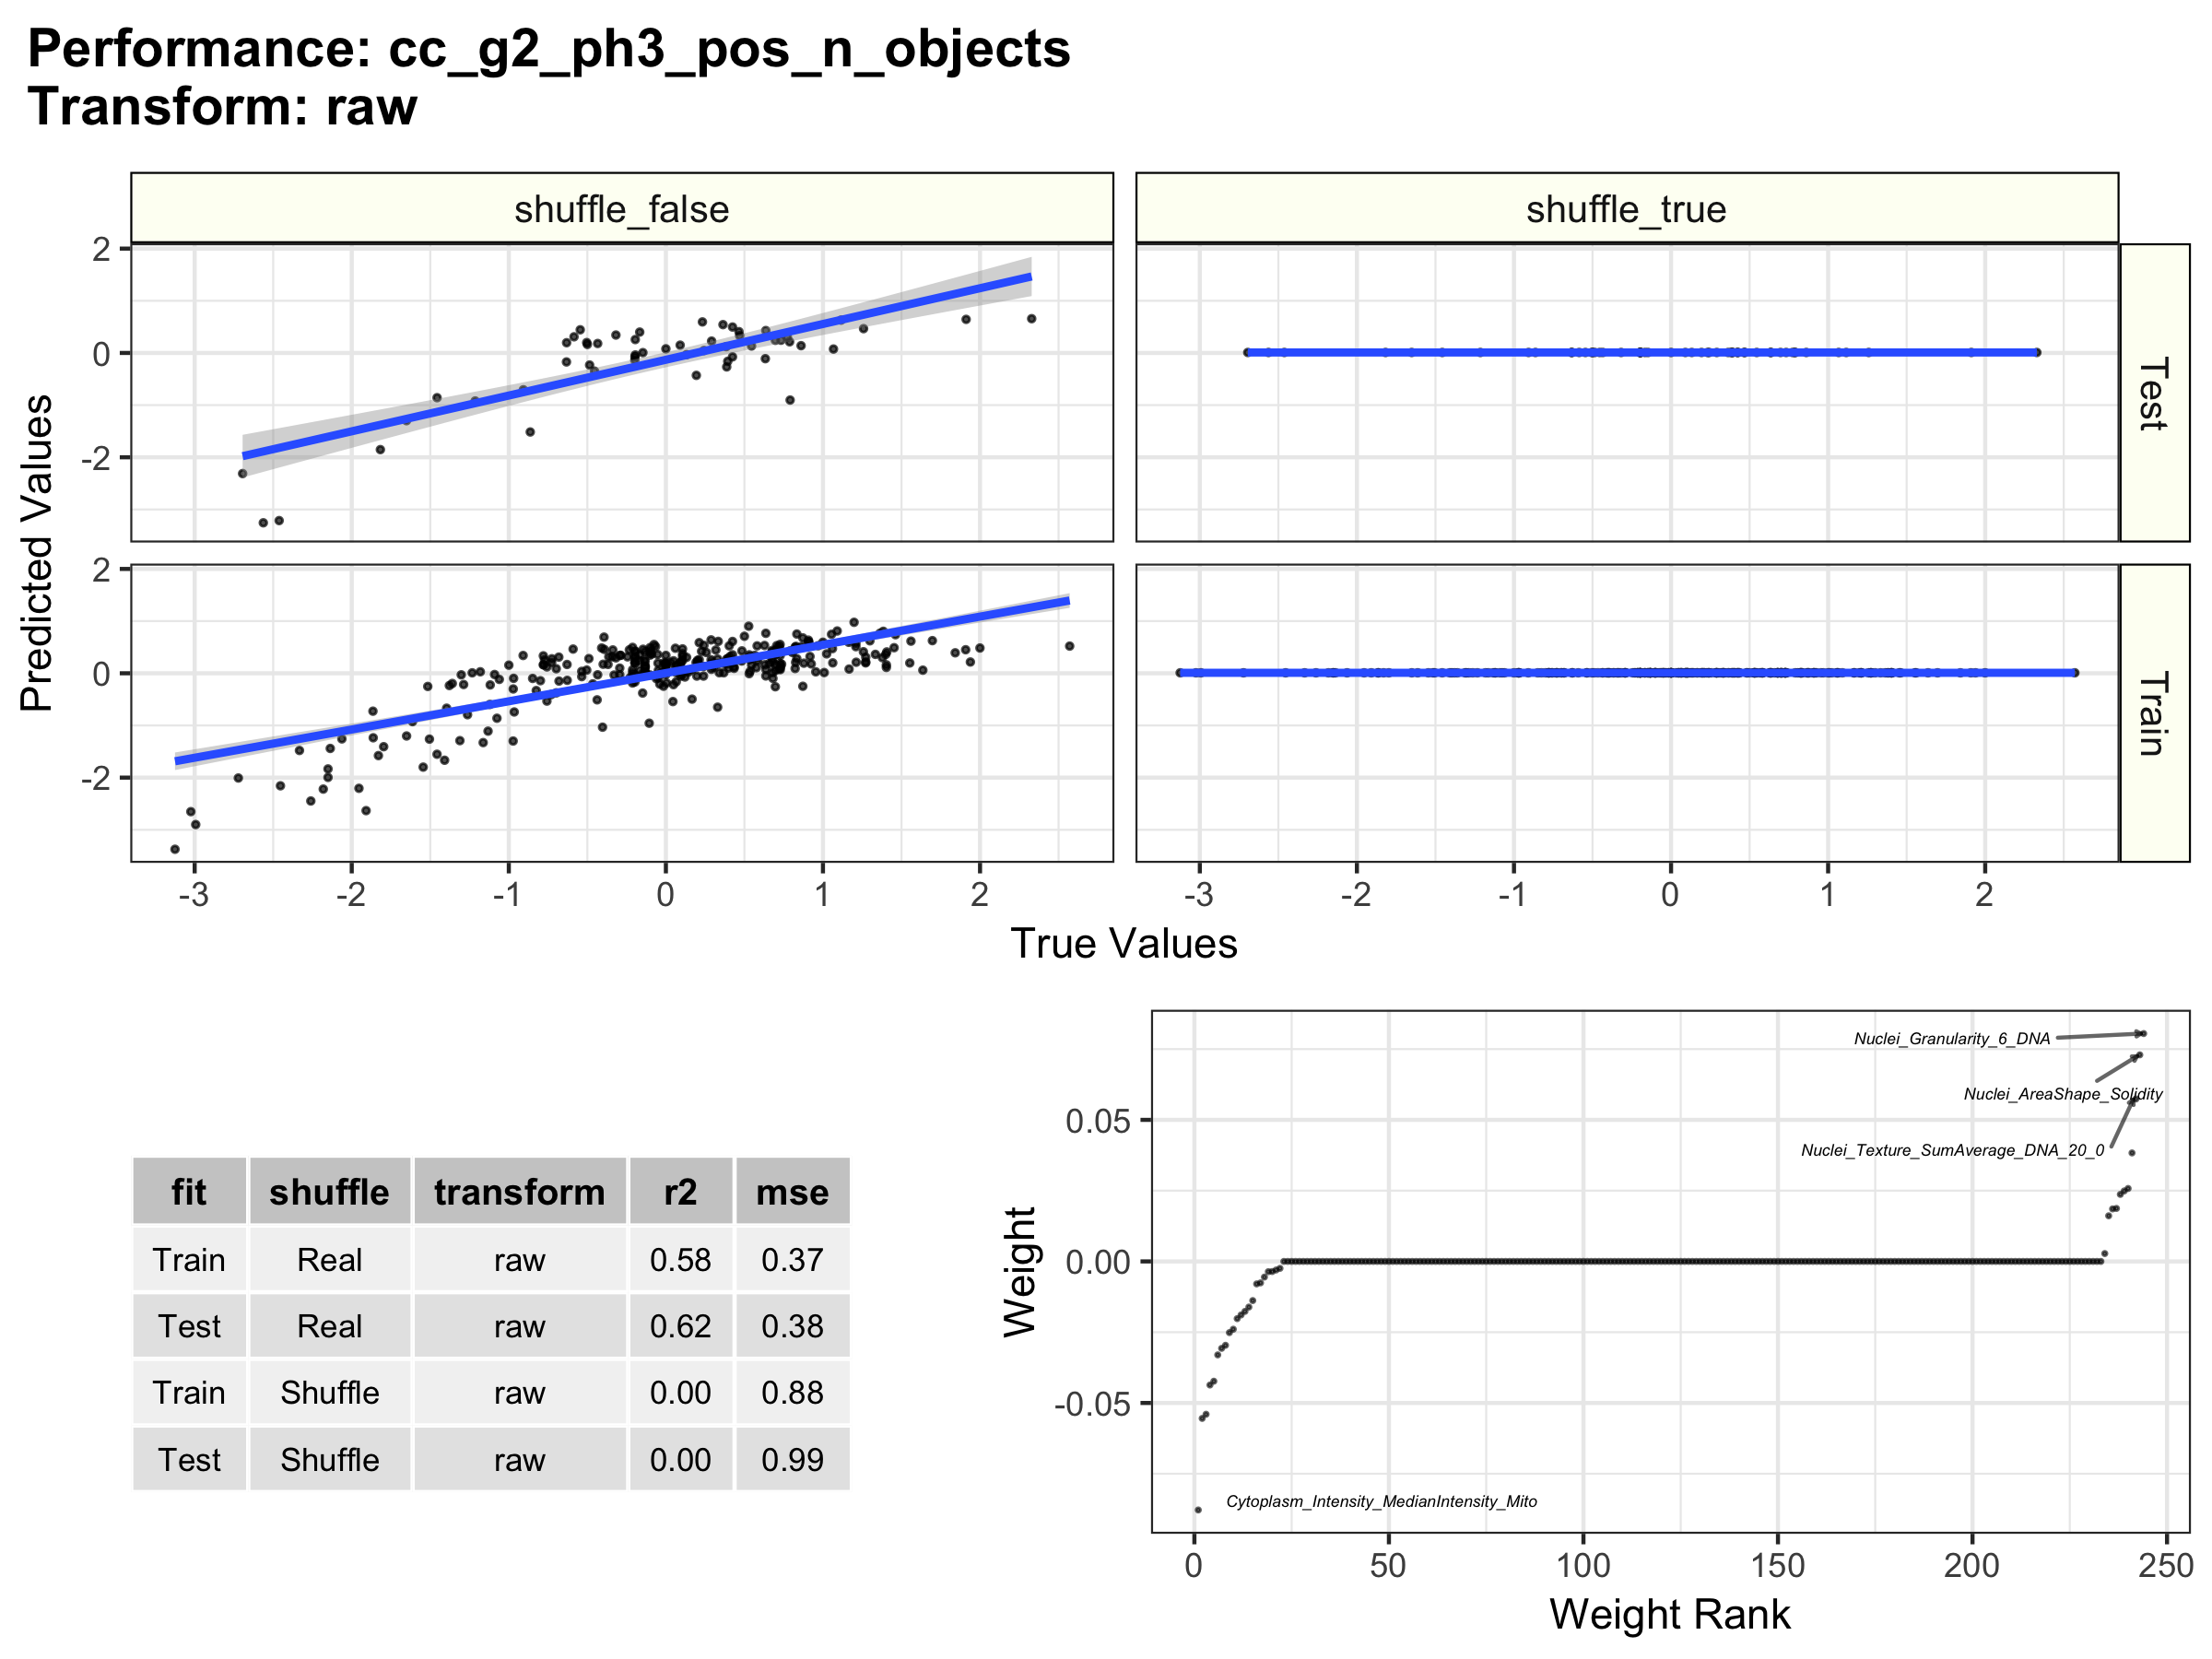 Performance: cc_g2_ph3_pos_n_objects
Transform: raw
shuffle_false
shuffle_true
2
0
-2
Test
2
0
-2
Train
Predicted Values
-3
-2
-1
0
1
2
-3
-2
-1
0
1
2
True Values
fit shuffle transform r2 mse
Train Real raw 0.58 0.37
Test Real raw 0.62 0.38
Train Shuffle raw 0.00 0.88
Test Shuffle raw 0.00 0.99
Nuclei_Granularity_6_DNA
Nuclei_AreaShape_Solidity
Nuclei_Texture_SumAverage_DNA_20_0
Cytoplasm_Intensity_MedianIntensity_Mito
0.05
0.00
-0.05
Weight
0
50
100
150
200
250
Weight Rank